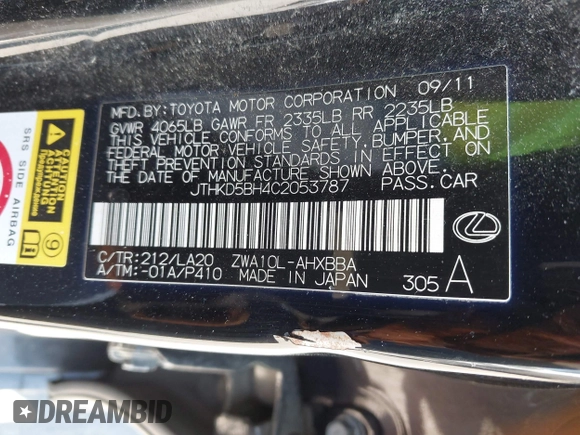 MFD. BY: TOYOTA MOTOR CORPORATION 09/11
GVWR 4065LB GAWR FR 2335LB RR 2235LB
THIS VEHICLE CONFORMS TO ALL APPLICABLE
FEDERAL MOTOR VEHICLE SAFETY, BUMPER, AND
THEFT PREVENTION STANDARDS IN EFFECT ON
THE DATE OF MANUFACTURE SHOWN ABOVE.
JTHKD5BH4C2053787 PASS. CAR
C/TR: 212/LA20 ZWA10L-AHXBBA
A/TM: -01A/P410 MADE IN JAPAN 305 A
SRS SIDE AIRBAG
CAUTION
ATTENTION
9
DREAMBID